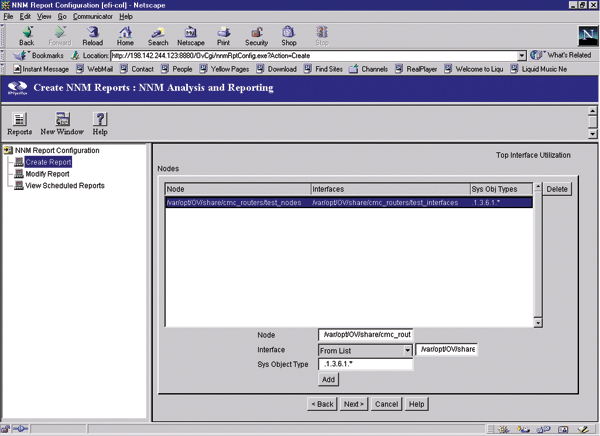 NNM Report Configuration [efi-col] - Netscape
File Edit View Go Communicator Help
Back Forward Reload Home Search Netscape Print Security Shop Stop
N
Bookmarks Location: http://198.142.244.123:8880/OvCgi/nnmRptConfig.exe?Action=Create What's Related
Instant Message WebMail Contact People Yellow Pages Download Find Sites Channels RealPlayer Welcome to Liqu Liquid Music Ne
Create NNM Reports : NNM Analysis and Reporting
Reports New Window Help
NNM Report Configuration
Create Report
Modify Report
View Scheduled Reports
Top Interface Utilization
Nodes
Node Interfaces Sys Obj Types
/var/opt/OV/share/cmc_routers/test_nodes /var/opt/OV/share/cmc_routers/test_interfaces .1.3.6.1.*
Delete
Node /var/opt/OV/share/cmc_rout
Interface From List /var/opt/OV/share
Sys Object Type .1.3.6.1.*
Add
< Back Next > Cancel Help